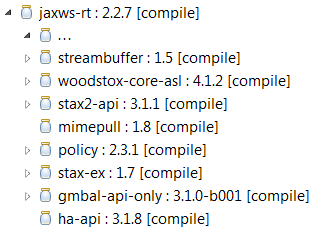 jaxws-rt : 2.2.7 [compile]
...
streambuffer : 1.5 [compile]
woodstox-core-asl : 4.1.2 [compile]
stax2-api : 3.1.1 [compile]
mimepull : 1.8 [compile]
policy : 2.3.1 [compile]
stax-ex : 1.7 [compile]
gmbal-api-only : 3.1.0-b001 [compile]
ha-api : 3.1.8 [compile]